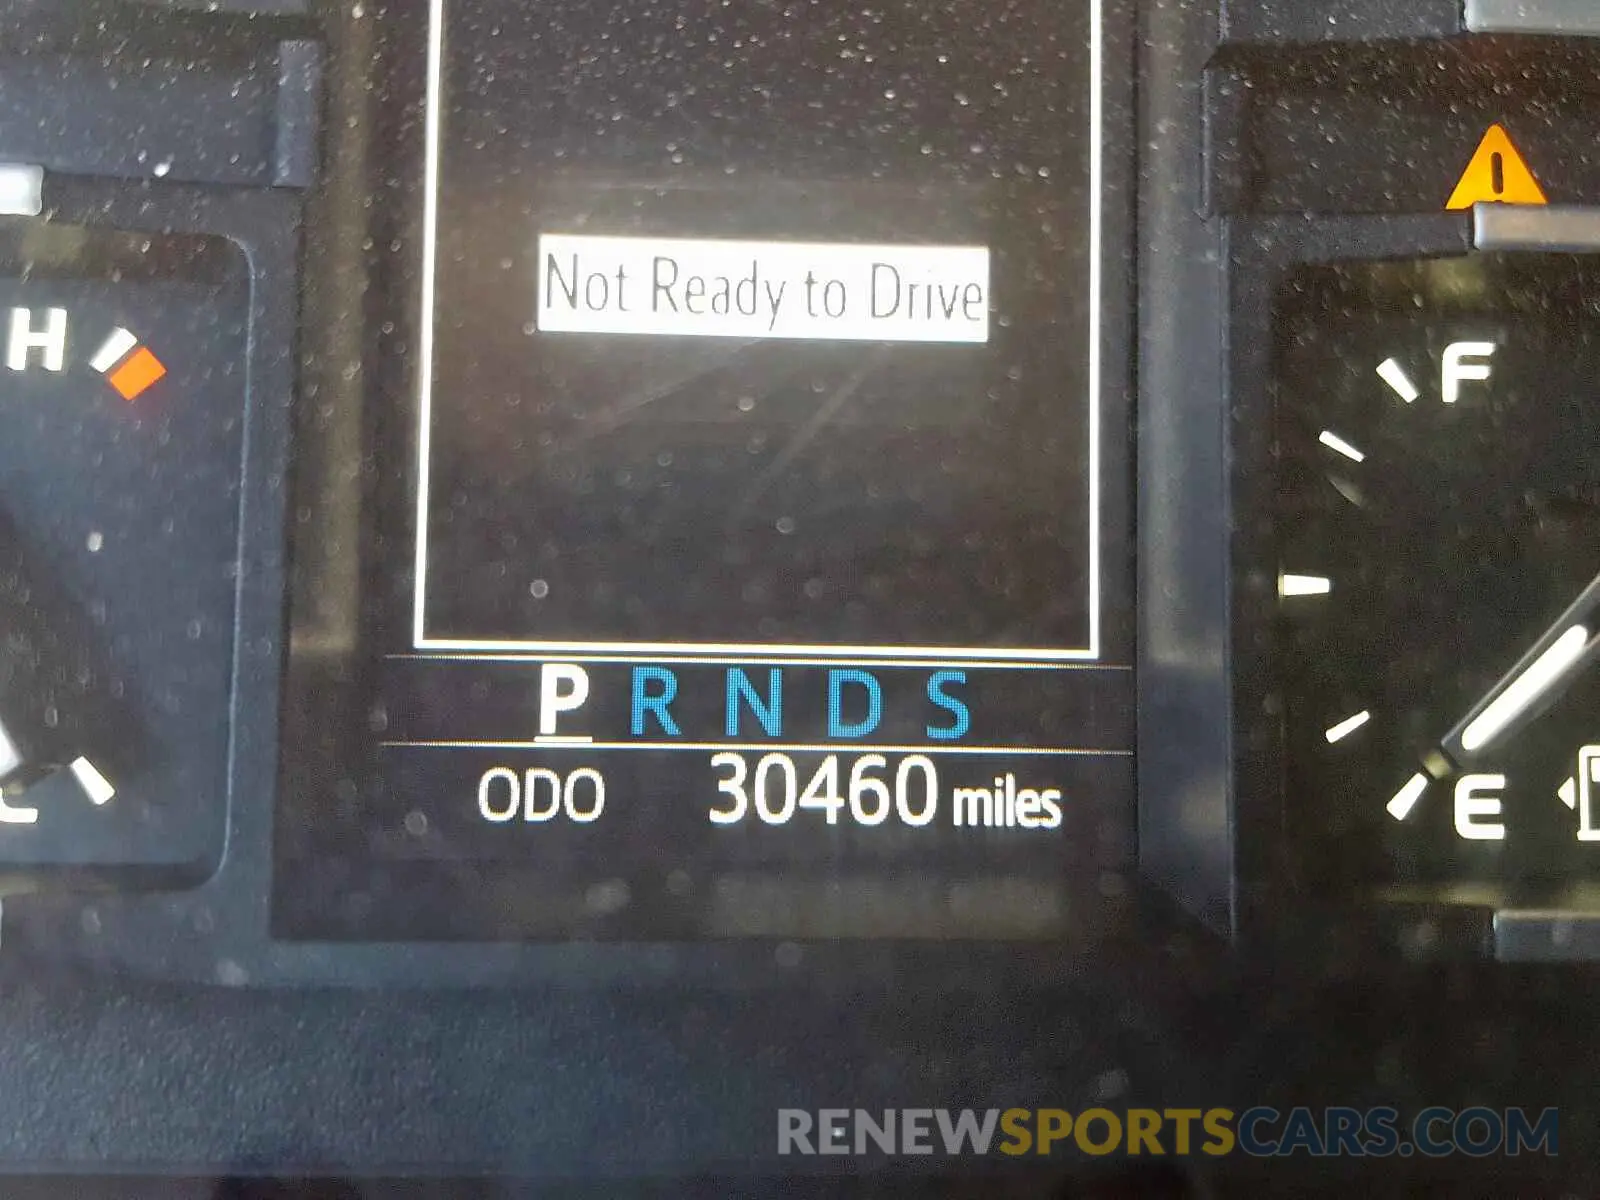 Not Ready to Drive
H
F
P R N D S
ODO 30460 miles
E
RENEWSPORTSCARS.COM